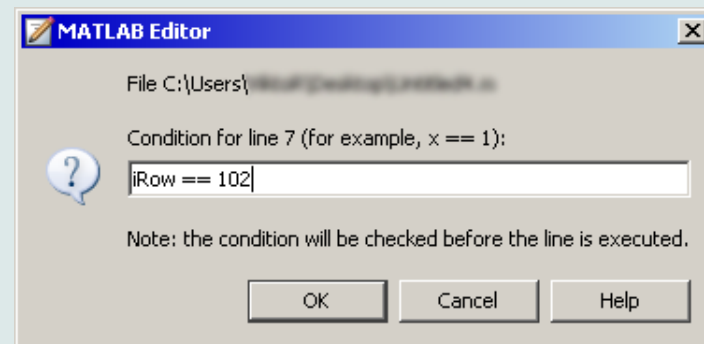 MATLAB Editor
File C:\Users\
Condition for line 7 (for example, x == 1):
iRow == 102
Note: the condition will be checked before the line is executed.
OK Cancel Help